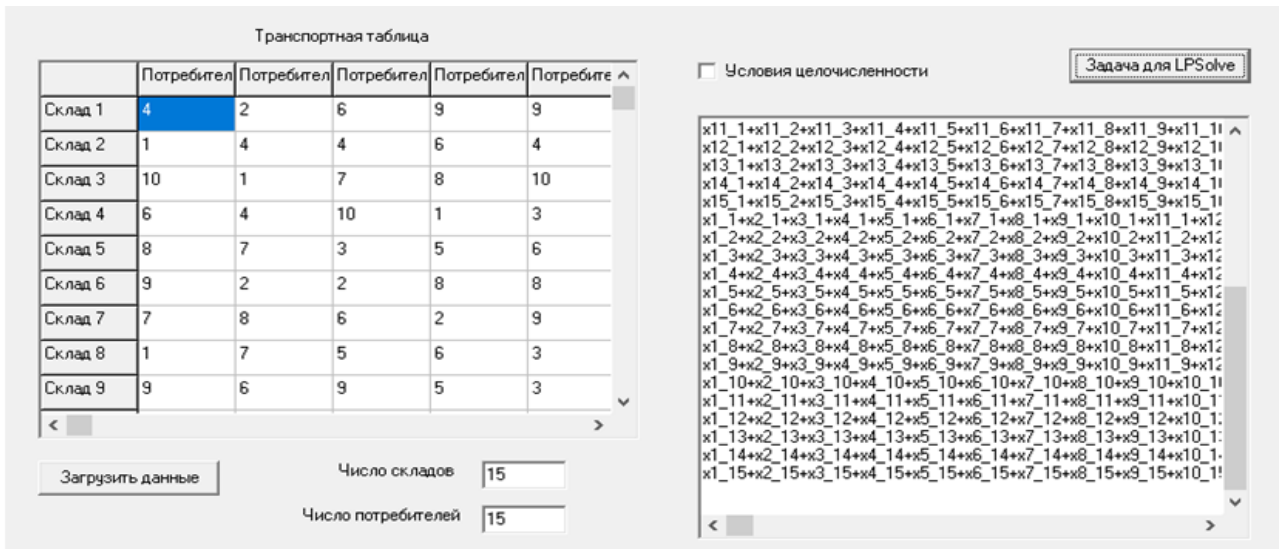 Транспортная таблица
Потребител Потребител Потребител Потребител Потребите
Склад 1 4 2 6 9 9
Склад 2 1 4 4 6 4
Склад 3 10 1 7 8 10
Склад 4 6 4 10 1 3
Склад 5 8 7 3 5 6
Склад 6 9 2 2 8 8
Склад 7 7 8 6 2 9
Склад 8 1 7 5 6 3
Склад 9 9 6 9 5 3
Загрузить данные
Число складов 15
Число потребителей 15
Условия целочисленности
Задача для LPSolve
x11_1+x11_2+x11_3+x11_4+x11_5+x11_6+x11_7+x11_8+x11_9+x11_1
x12_1+x12_2+x12_3+x12_4+x12_5+x12_6+x12_7+x12_8+x12_9+x12_1
x13_1+x13_2+x13_3+x13_4+x13_5+x13_6+x13_7+x13_8+x13_9+x13_1
x14_1+x14_2+x14_3+x14_4+x14_5+x14_6+x14_7+x14_8+x14_9+x14_1
x15_1+x15_2+x15_3+x15_4+x15_5+x15_6+x15_7+x15_8+x15_9+x15_1
x1_1+x2_1+x3_1+x4_1+x5_1+x6_1+x7_1+x8_1+x9_1+x10_1+x11_1+x12
x1_2+x2_2+x3_2+x4_2+x5_2+x6_2+x7_2+x8_2+x9_2+x10_2+x11_2+x12
x1_3+x2_3+x3_3+x4_3+x5_3+x6_3+x7_3+x8_3+x9_3+x10_3+x11_3+x12
x1_4+x2_4+x3_4+x4_4+x5_4+x6_4+x7_4+x8_4+x9_4+x10_4+x11_4+x12
x1_5+x2_5+x3_5+x4_5+x5_5+x6_5+x7_5+x8_5+x9_5+x10_5+x11_5+x12
x1_6+x2_6+x3_6+x4_6+x5_6+x6_6+x7_6+x8_6+x9_6+x10_6+x11_6+x12
x1_7+x2_7+x3_7+x4_7+x5_7+x6_7+x7_7+x8_7+x9_7+x10_7+x11_7+x12
x1_8+x2_8+x3_8+x4_8+x5_8+x6_8+x7_8+x8_8+x9_8+x10_8+x11_8+x12
x1_9+x2_9+x3_9+x4_9+x5_9+x6_9+x7_9+x8_9+x9_9+x10_9+x11_9+x12
x1_10+x2_10+x3_10+x4_10+x5_10+x6_10+x7_10+x8_10+x9_10+x10_1
x1_11+x2_11+x3_11+x4_11+x5_11+x6_11+x7_11+x8_11+x9_11+x10_1
x1_12+x2_12+x3_12+x4_12+x5_12+x6_12+x7_12+x8_12+x9_12+x10_1
x1_13+x2_13+x3_13+x4_13+x5_13+x6_13+x7_13+x8_13+x9_13+x10_1
x1_14+x2_14+x3_14+x4_14+x5_14+x6_14+x7_14+x8_14+x9_14+x10_1
x1_15+x2_15+x3_15+x4_15+x5_15+x6_15+x7_15+x8_15+x9_15+x10_1